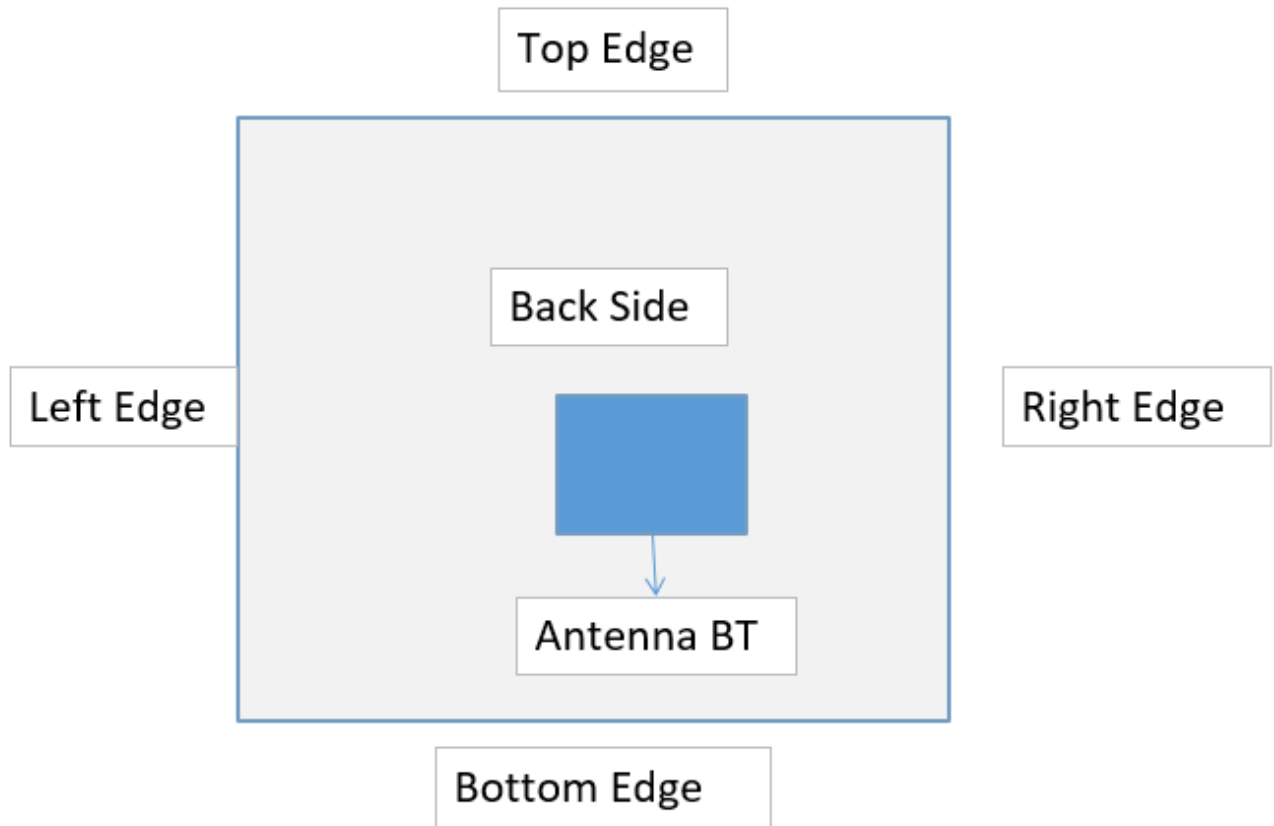 Top Edge
Back Side
Left Edge
Right Edge
Antenna BT
Bottom Edge